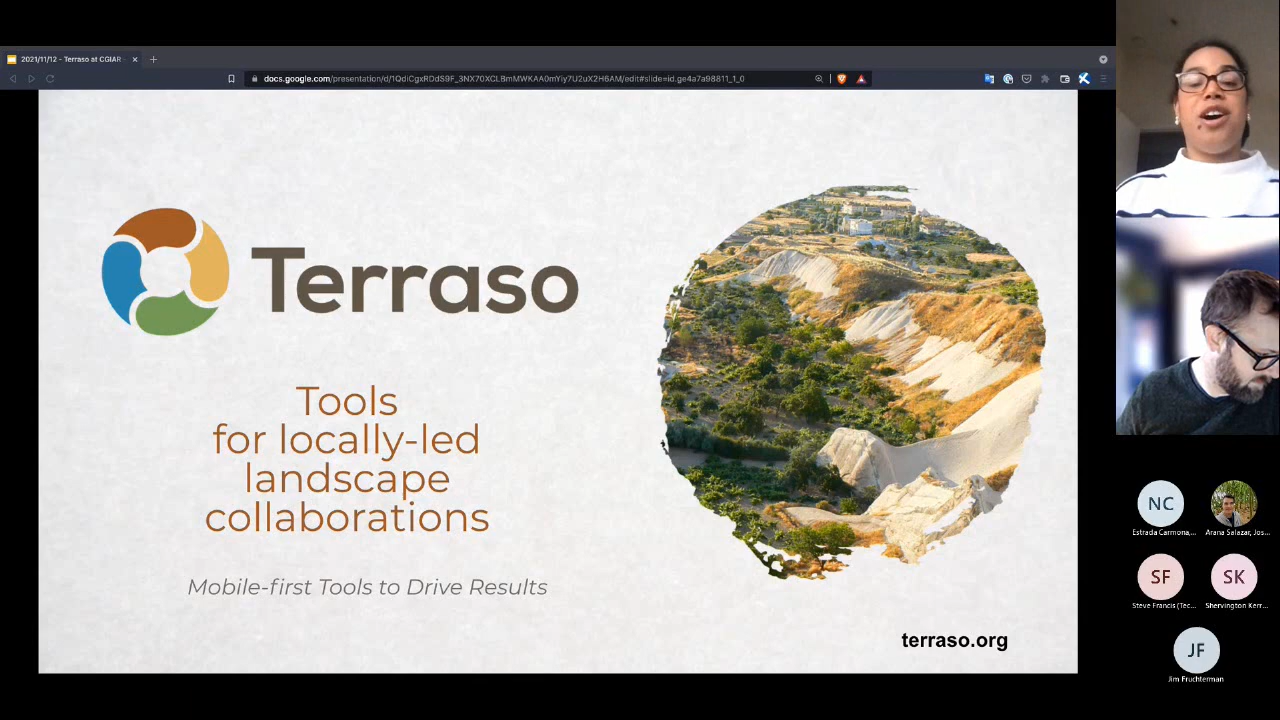 2021/11/12 - Terraso at CGIAR -
docs.google.com/presentation/d/1QdiCgxRDdS9F_3NX70XCLBmMWKAA0mYiy7U2uX2H6AM/edit#slide=id.ge4a7a98811_1_0
Terraso
Tools
for locally-led
landscape
collaborations
Mobile-first Tools to Drive Results
terraso.org
NC
Estrada Carmona,...
Arana Salazar, Jos...
SF
SK
Steve Francis (Tec...
Shervington Kerr...
JF
Jim Fruchterman